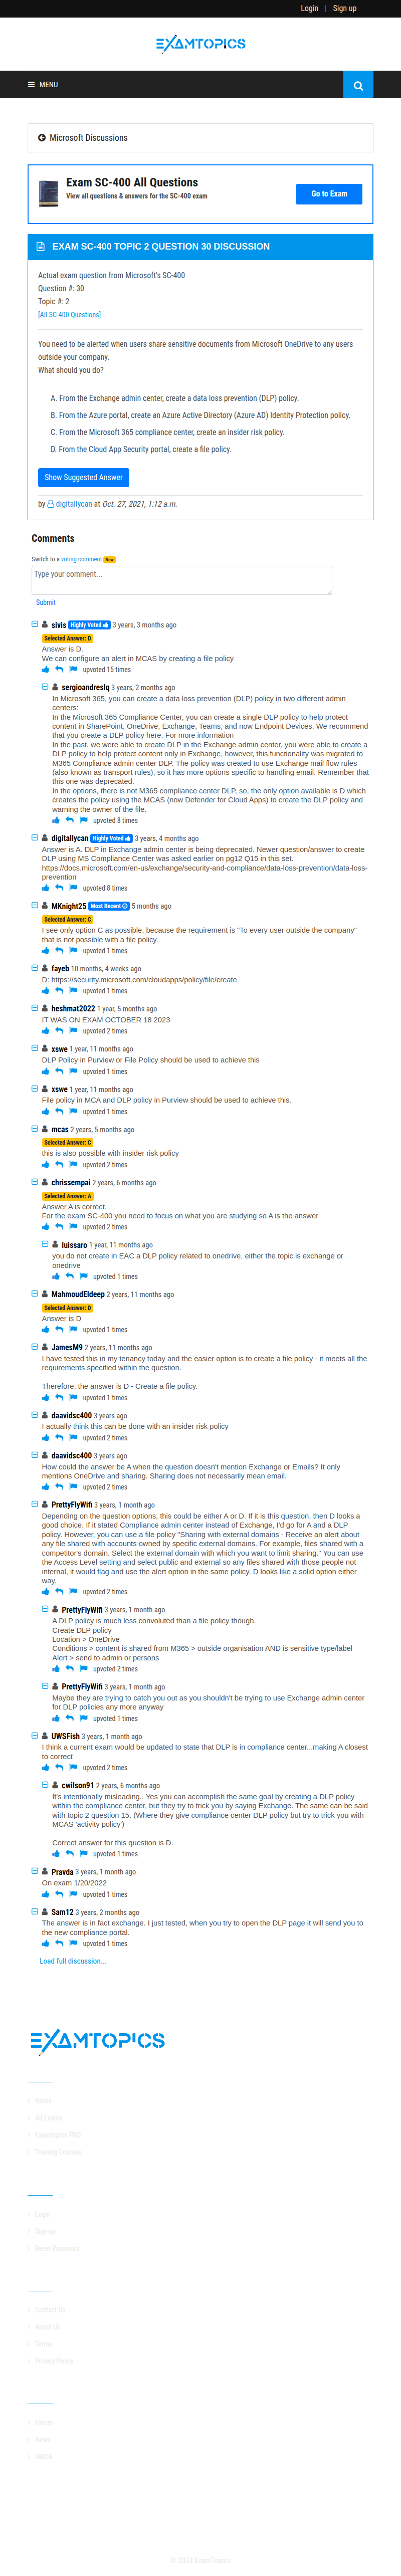 Login | Sign up
EXAMTOPICS
MENU
Microsoft Discussions
Exam SC-400 All Questions
View all questions & answers for the SC-400 exam
Go to Exam
EXAM SC-400 TOPIC 2 QUESTION 30 DISCUSSION
Actual exam question from Microsoft's SC-400
Question #: 30
Topic #: 2
[All SC-400 Questions]
You need to be alerted when users share sensitive documents from Microsoft OneDrive to any users
outside your company.
What should you do?
A. From the Exchange admin center, create a data loss prevention (DLP) policy.
B. From the Azure portal, create an Azure Active Directory (Azure AD) Identity Protection policy.
C. From the Microsoft 365 compliance center, create an insider risk policy.
D. From the Cloud App Security portal, create a file policy.
Show Suggested Answer
by digitallycan at Oct. 27, 2021, 1:12 a.m.
Comments
Switch to a voting comment New
Type your comment...
Submit
sivis Highly Voted 3 years, 3 months ago
Selected Answer: D
Answer is D.
We can configure an alert in MCAS by creating a file policy
upvoted 15 times
sergioandreslq 3 years, 2 months ago
In Microsoft 365, you can create a data loss prevention (DLP) policy in two different admin
centers:
In the Microsoft 365 Compliance Center, you can create a single DLP policy to help protect
content in SharePoint, OneDrive, Exchange, Teams, and now Endpoint Devices. We recommend
that you create a DLP policy here. For more information
In the past, we were able to create DLP in the Exchange admin center, you were able to create a
DLP policy to help protect content only in Exchange, however, this functionality was migrated to
M365 Compliance admin center DLP. The policy was created to use Exchange mail flow rules
(also known as transport rules), so it has more options specific to handling email. Remember that
this one was deprecated.
In the options, there is not M365 compliance center DLP, so, the only option available is D which
creates the policy using the MCAS (now Defender for Cloud Apps) to create the DLP policy and
warning the owner of the file.
upvoted 8 times
digitallycan Highly Voted 3 years, 4 months ago
Answer is A. DLP in Exchange admin center is being deprecated. Newer question/answer to create
DLP using MS Compliance Center was asked earlier on pg12 Q15 in this set.
https://docs.microsoft.com/en-us/exchange/security-and-compliance/data-loss-prevention/data-loss-
prevention
upvoted 8 times
MKnight25 Most Recent 5 months ago
Selected Answer: C
I see only option C as possible, because the requirement is "To every user outside the company"
that is not possible with a file policy.
upvoted 1 times
fayeb 10 months, 4 weeks ago
D: https://security.microsoft.com/cloudapps/policy/file/create
upvoted 1 times
heshmat2022 1 year, 5 months ago
IT WAS ON EXAM OCTOBER 18 2023
upvoted 2 times
xswe 1 year, 11 months ago
DLP Policy in Purview or File Policy should be used to achieve this
upvoted 1 times
xswe 1 year, 11 months ago
File policy in MCA and DLP policy in Purview should be used to achieve this.
upvoted 1 times
mcas 2 years, 5 months ago
Selected Answer: C
this is also possible with insider risk policy
upvoted 2 times
chrissempai 2 years, 6 months ago
Selected Answer: A
Answer A is correct.
For the exam SC-400 you need to focus on what you are studying so A is the answer
upvoted 2 times
luissaro 1 year, 11 months ago
you do not create in EAC a DLP policy related to onedrive, either the topic is exchange or
onedrive
upvoted 1 times
MahmoudEldeep 2 years, 11 months ago
Selected Answer: D
Answer is D
upvoted 1 times
JamesM9 2 years, 11 months ago
I have tested this in my tenancy today and the easier option is to create a file policy - it meets all the
requirements specified within the question.
Therefore, the answer is D - Create a file policy.
upvoted 1 times
daavidsc400 3 years ago
I actually think this can be done with an insider risk policy
upvoted 2 times
daavidsc400 3 years ago
How could the answer be A when the question doesn't mention Exchange or Emails? It only
mentions OneDrive and sharing. Sharing does not necessarily mean email.
upvoted 2 times
PrettyFlyWifi 3 years, 1 month ago
Depending on the question options, this could be either A or D. If it is this question, then D looks a
good choice. If it stated Compliance admin center instead of Exchange, I'd go for A and a DLP
policy. However, you can use a file policy "Sharing with external domains - Receive an alert about
any file shared with accounts owned by specific external domains. For example, files shared with a
competitor's domain. Select the external domain with which you want to limit sharing." You can use
the Access Level setting and select public and external so any files shared with those people not
internal, it would flag and use the alert option in the same policy. D looks like a solid option either
way.
upvoted 2 times
PrettyFlyWifi 3 years, 1 month ago
A DLP policy is much less convoluted than a file policy though.
Create DLP policy
Location > OneDrive
Conditions > content is shared from M365 > outside organisation AND is sensitive type/label
Alert > send to admin or persons
upvoted 2 times
PrettyFlyWifi 3 years, 1 month ago
Maybe they are trying to catch you out as you shouldn't be trying to use Exchange admin center
for DLP policies any more anyway
upvoted 1 times
UWSFish 3 years, 1 month ago
I think a current exam would be updated to state that DLP is in compliance center...making A closest
to correct
upvoted 2 times
cwilson91 2 years, 6 months ago
It's intentionally misleading.. Yes you can accomplish the same goal by creating a DLP policy
within the compliance center, but they try to trick you by saying Exchange. The same can be said
with topic 2 question 15. (Where they give compliance center DLP policy but try to trick you with
MCAS 'activity policy')
Correct answer for this question is D.
upvoted 1 times
Pravda 3 years, 1 month ago
On exam 1/20/2022
upvoted 1 times
Sam12 3 years, 2 months ago
The answer is in fact exchange. I just tested, when you try to open the DLP page it will send you to
the new compliance portal.
upvoted 1 times
Load full discussion...
EXAMTOPICS
Home
All Exams
Examtopics PRO
Training Courses
Login
Sign up
Reset Password
Contact Us
About Us
Terms
Privacy Policy
Forum
News
DMCA
© 2024 ExamTopics